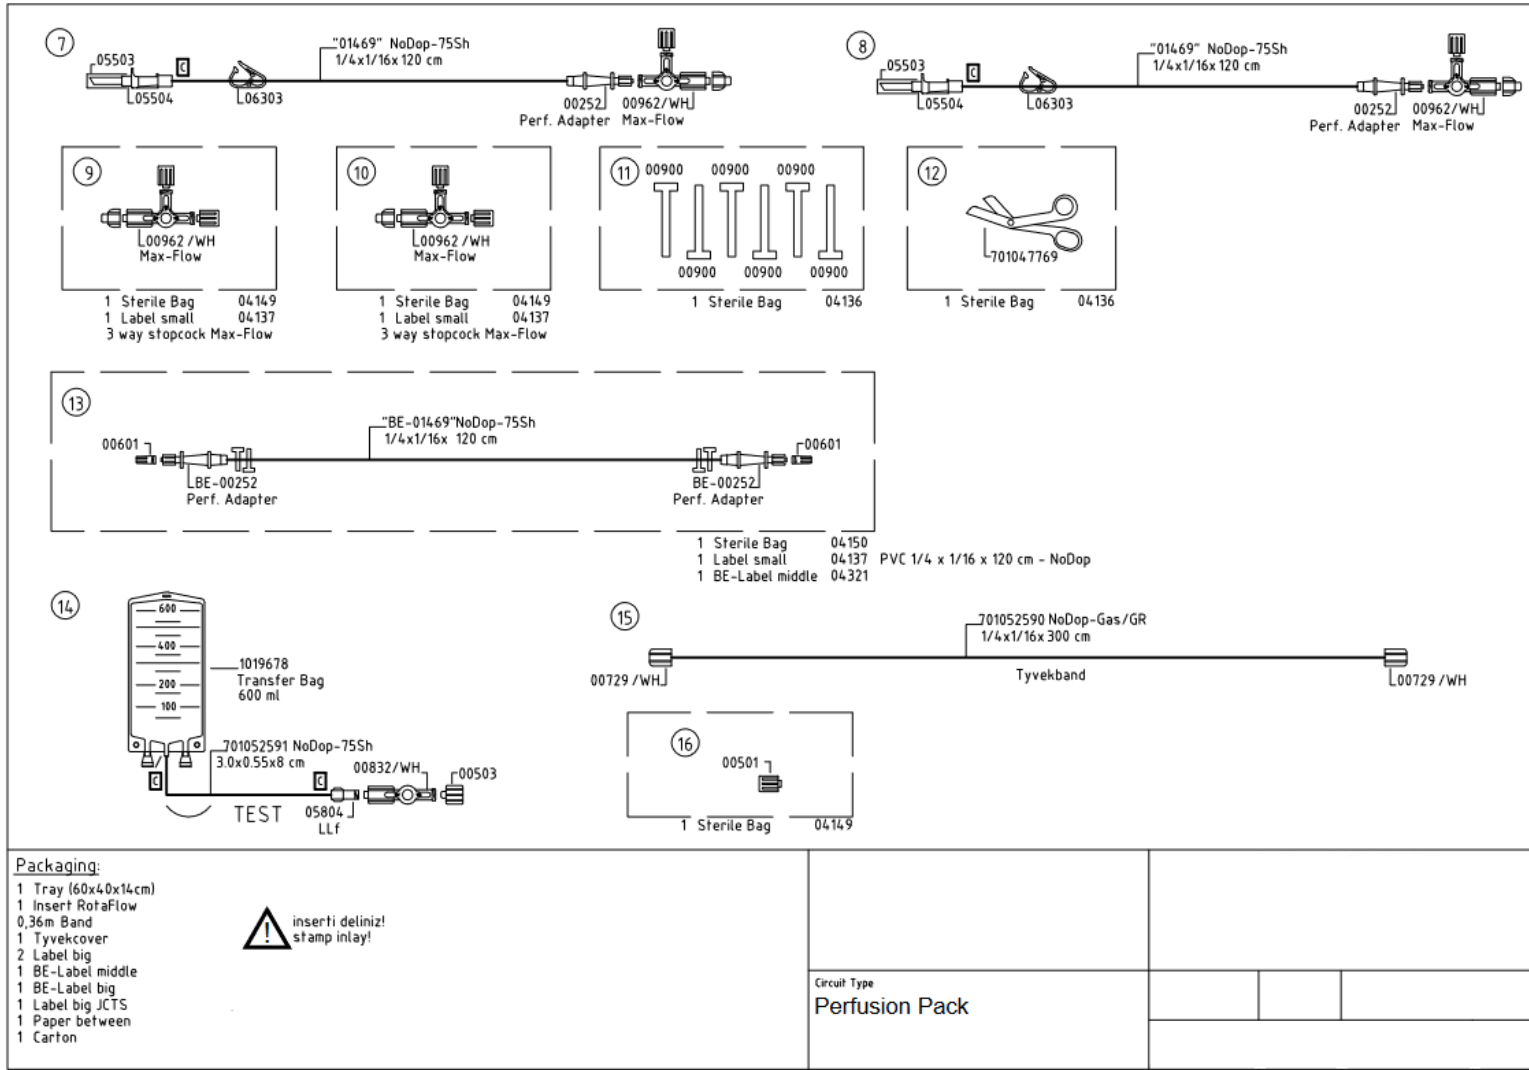 7
05503
C
05504
06303
"01469" NoDop-75Sh
1/4x1/16x 120 cm
00252
Perf. Adapter
00962/WH
Max-Flow
8
05503
C
05504
06303
"01469" NoDop-75Sh
1/4x1/16x 120 cm
00252
Perf. Adapter
00962/WH
Max-Flow
9
00962 /WH
Max-Flow
1 Sterile Bag 04149
1 Label small 04137
3 way stopcock Max-Flow
10
00962 /WH
Max-Flow
1 Sterile Bag 04149
1 Label small 04137
3 way stopcock Max-Flow
11
00900 00900 00900
00900 00900 00900
1 Sterile Bag 04136
12
701047769
1 Sterile Bag 04136
13
00601
BE-00252
Perf. Adapter
"BE-01469"NoDop-75Sh
1/4x1/16x 120 cm
BE-00252
Perf. Adapter
00601
1 Sterile Bag 04150
1 Label small 04137 PVC 1/4 x 1/16 x 120 cm - NoDop
1 BE-Label middle 04321
14
600
400
200
100
1019678
Transfer Bag
600 ml
701052591 NoDop-75Sh
3.0x0.55x8 cm
C
C
TEST
05804
LLf
00832/WH
00503
15
701052590 NoDop-Gas/GR
1/4x1/16x 300 cm
00729 /WH
Tyvekband
00729 /WH
16
00501
1 Sterile Bag 04149
Packaging:
1 Tray (60x40x14cm)
1 Insert RotaFlow
0,36m Band
1 Tyvekcover
2 Label big
1 BE-Label middle
1 BE-Label big
1 Label big JCTS
1 Paper between
1 Carton
!
inserti deliniz!
stamp inlay!
Circuit Type
Perfusion Pack